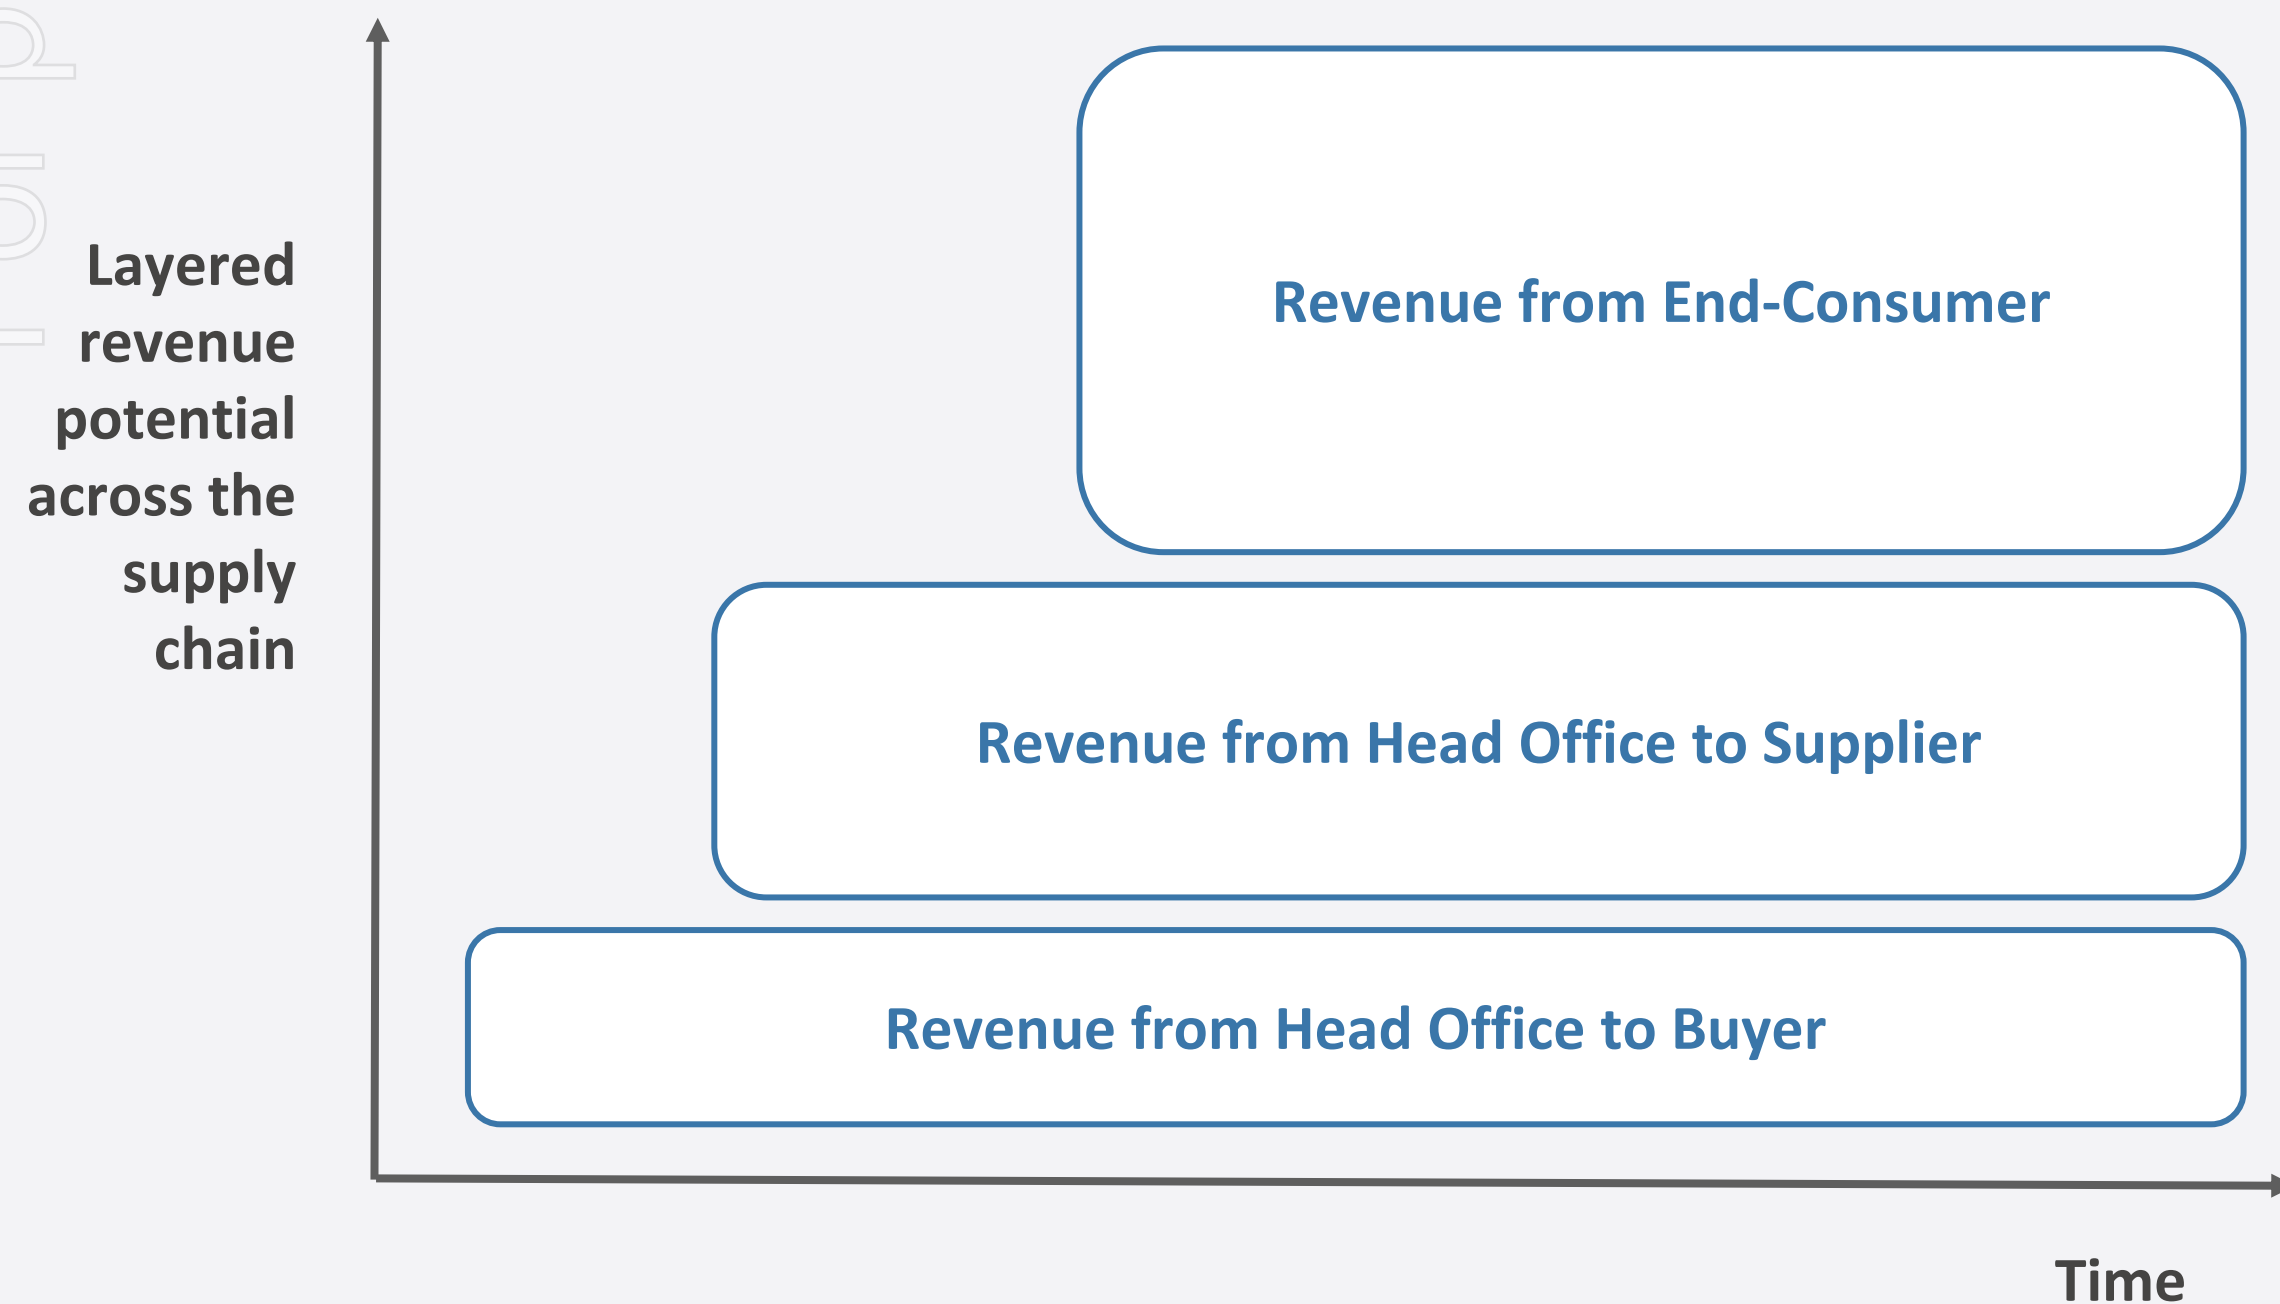 Layered
revenue
potential
across the
supply
chain
Revenue from End-Consumer
Revenue from Head Office to Supplier
Revenue from Head Office to Buyer
Time